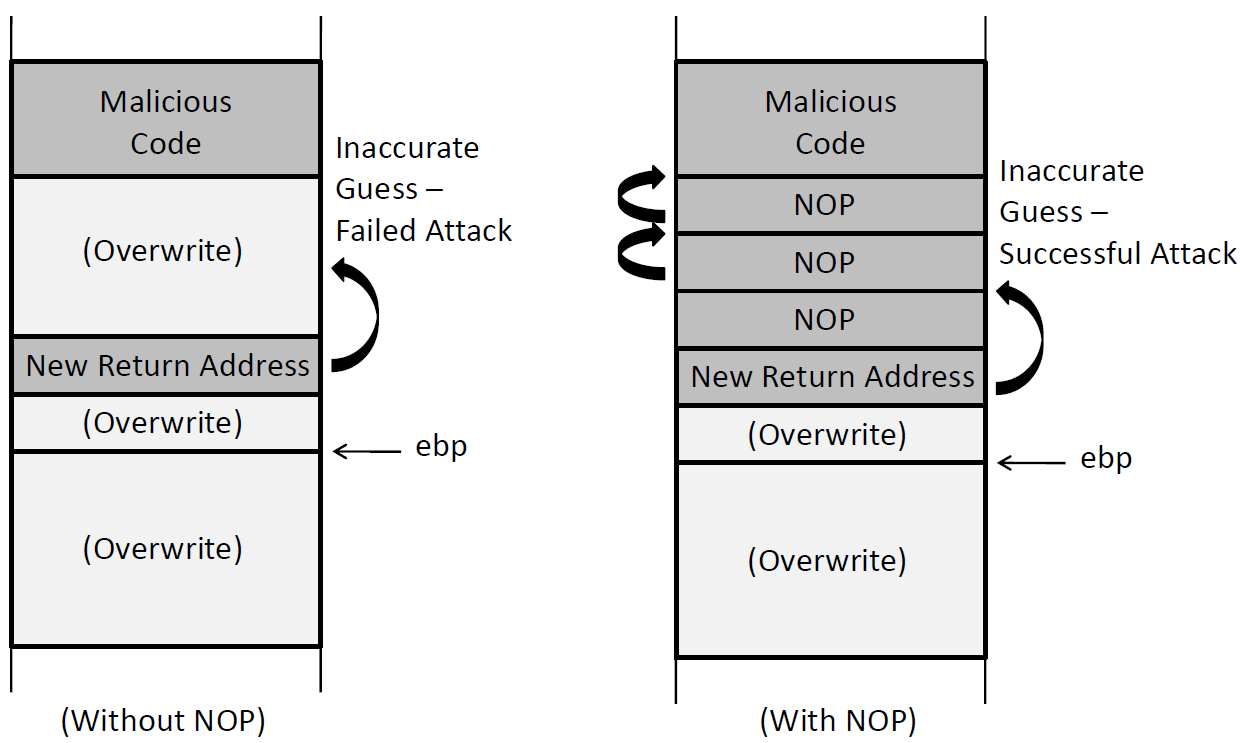 Malicious
Code
Inaccurate
Guess –
Failed Attack
(Overwrite)
New Return Address
(Overwrite)
ebp
(Overwrite)
(Without NOP)
Malicious
Code
Inaccurate
Guess –
Successful Attack
NOP
NOP
NOP
New Return Address
(Overwrite)
ebp
(Overwrite)
(With NOP)